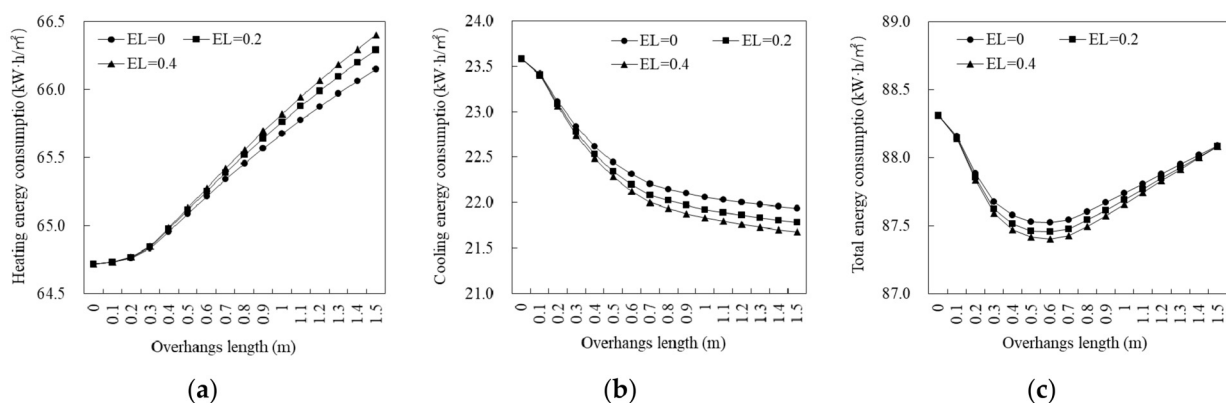 66.5
66.0
65.5
65.0
64.5
Heating energy consumptio (kW·h/㎡)
EL=0
EL=0.2
EL=0.4
0 0.1 0.2 0.3 0.4 0.5 0.6 0.7 0.8 0.9 1 1.1 1.2 1.3 1.4 1.5
Overhangs length (m)
(a)
24.0
23.5
23.0
22.5
22.0
21.5
21.0
Cooling energy consumptio (kW·h/㎡)
EL=0
EL=0.2
EL=0.4
0 0.1 0.2 0.3 0.4 0.5 0.6 0.7 0.8 0.9 1 1.1 1.2 1.3 1.4 1.5
Overhangs length (m)
(b)
89.0
88.5
88.0
87.5
87.0
Total energy consumptio (kW·h/㎡)
EL=0
EL=0.2
EL=0.4
0 0.1 0.2 0.3 0.4 0.5 0.6 0.7 0.8 0.9 1 1.1 1.2 1.3 1.4 1.5
Overhangs length (m)
(c)